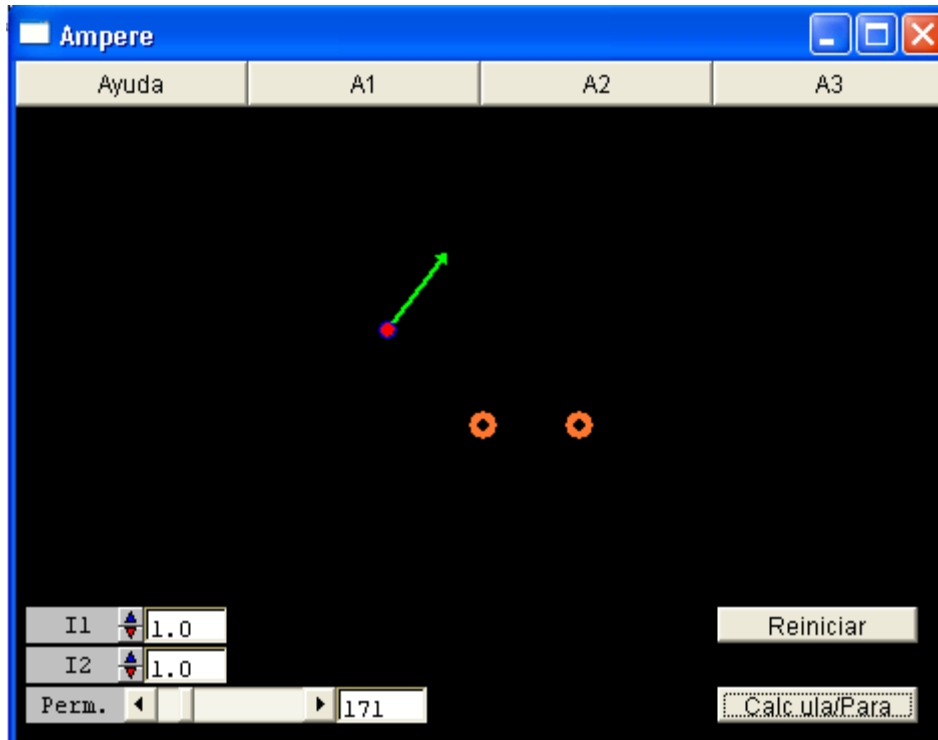 Ampere
Ayuda A1 A2 A3
I1 1.0 Reiniciar
I2 1.0
Perm. 171 Calcula/Para